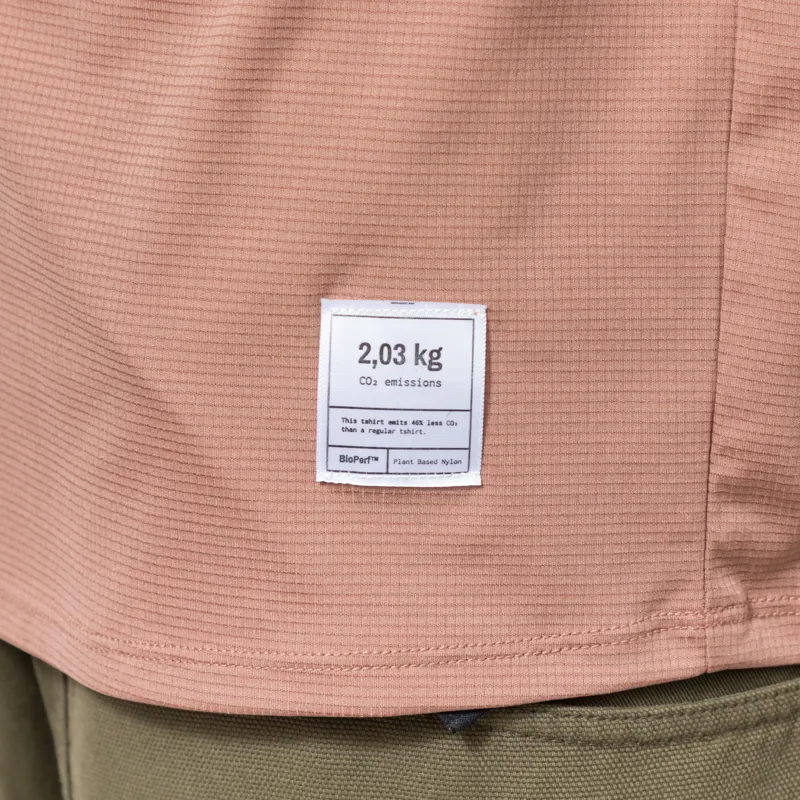 2,03 kg
CO₂ emissions
This tshirt emits 46% less CO₂
than a regular tshirt.
BioPerf™
Plant Based Nylon